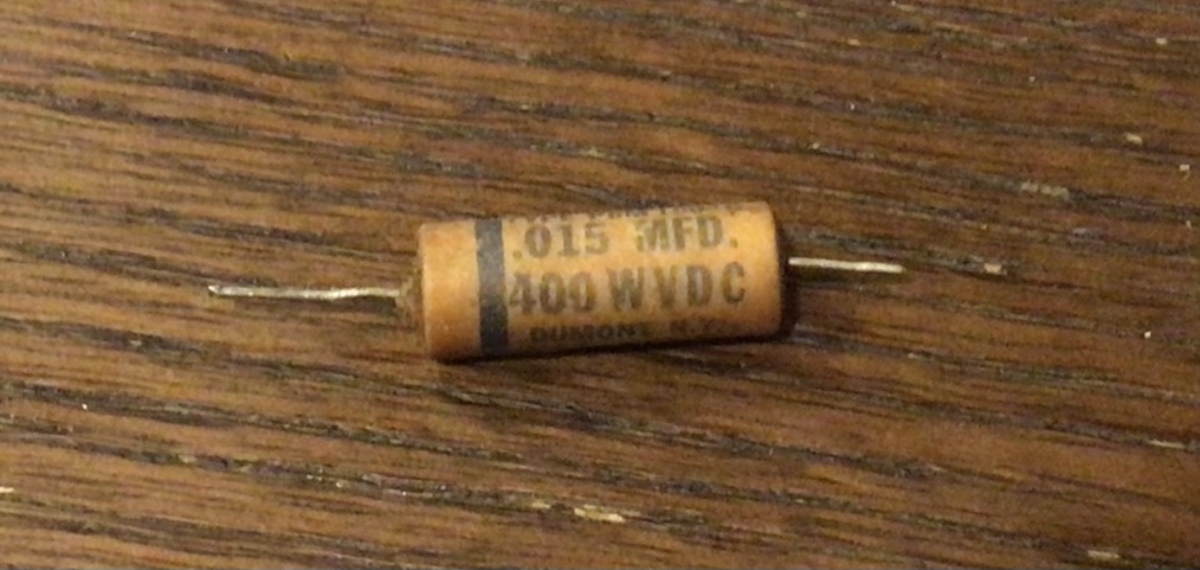 .015 MFD.
400 WVDC
DUMONT N.Y.